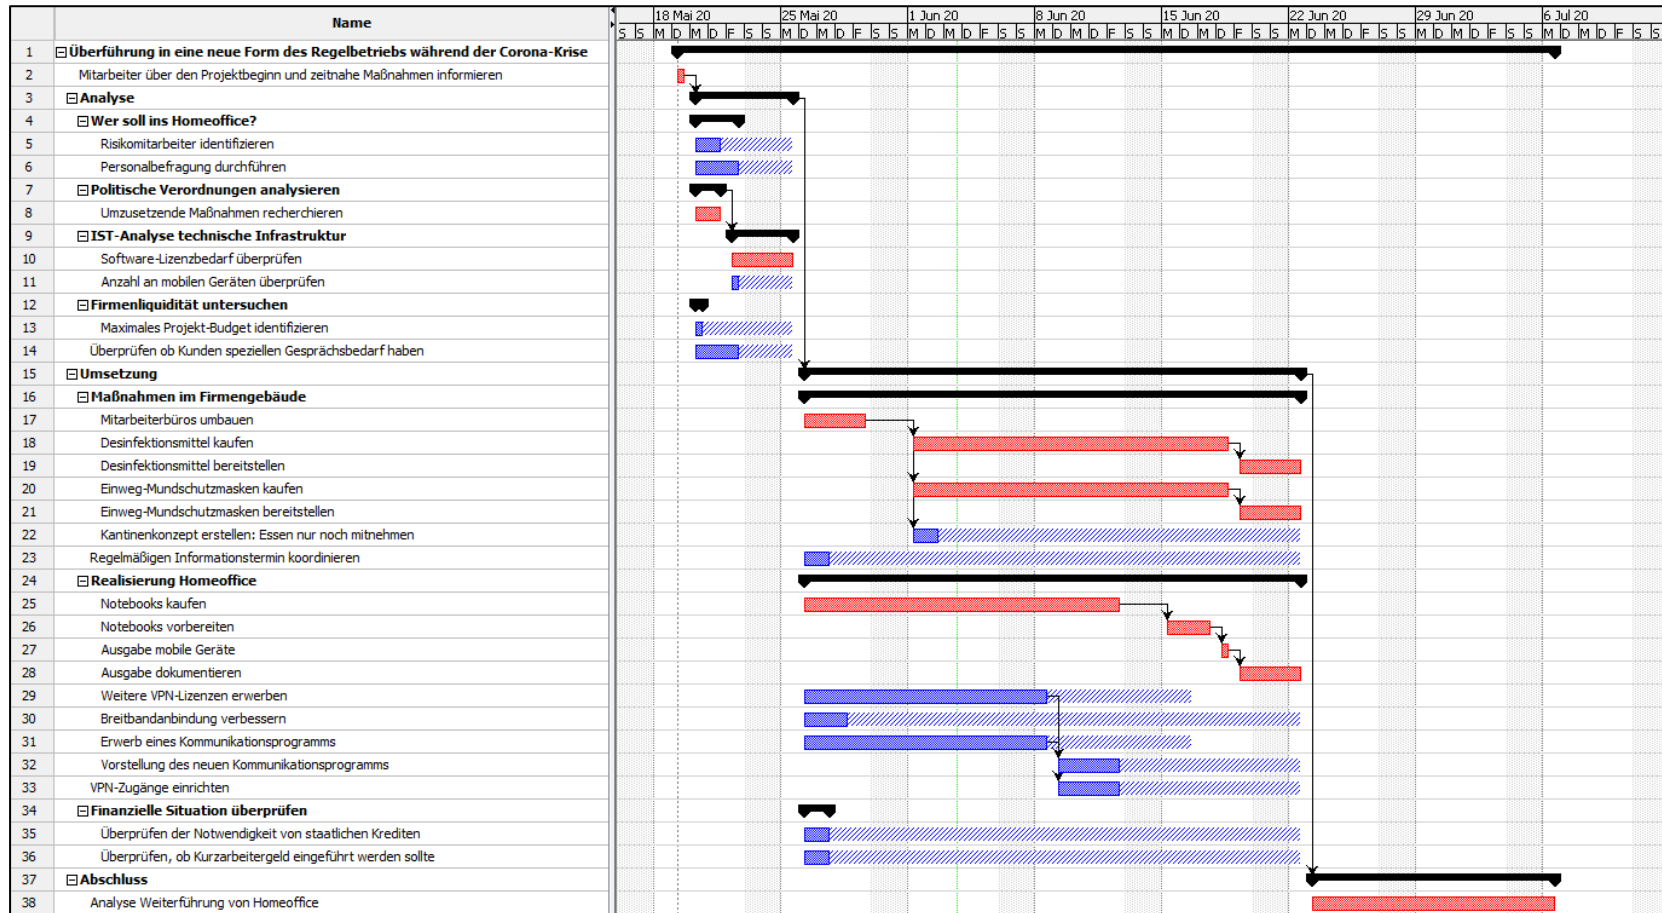 Name
18 Mai 20 25 Mai 20 1 Jun 20 8 Jun 20 15 Jun 20 22 Jun 20 29 Jun 20 6 Jul 20
S S M D M D F S S M D M D F S S M D M D F S S M D M D F S S M D M D F S S M D M D F S S M D M D F S S M D M D F S S
1 Überführung in eine neue Form des Regelbetriebs während der Corona-Krise
2 Mitarbeiter über den Projektbeginn und zeitnahe Maßnahmen informieren
3 Analyse
4 Wer soll ins Homeoffice?
5 Risikomitarbeiter identifizieren
6 Personalbefragung durchführen
7 Politische Verordnungen analysieren
8 Umzusetzende Maßnahmen recherchieren
9 IST-Analyse technische Infrastruktur
10 Software-Lizenzbedarf überprüfen
11 Anzahl an mobilen Geräten überprüfen
12 Firmenliquidität untersuchen
13 Maximales Projekt-Budget identifizieren
14 Überprüfen ob Kunden speziellen Gesprächsbedarf haben
15 Umsetzung
16 Maßnahmen im Firmengebäude
17 Mitarbeiterbüros umbauen
18 Desinfektionsmittel kaufen
19 Desinfektionsmittel bereitstellen
20 Einweg-Mundschutzmasken kaufen
21 Einweg-Mundschutzmasken bereitstellen
22 Kantinenkonzept erstellen: Essen nur noch mitnehmen
23 Regelmäßigen Informationstermin koordinieren
24 Realisierung Homeoffice
25 Notebooks kaufen
26 Notebooks vorbereiten
27 Ausgabe mobile Geräte
28 Ausgabe dokumentieren
29 Weitere VPN-Lizenzen erwerben
30 Breitbandanbindung verbessern
31 Erwerb eines Kommunikationsprogramms
32 Vorstellung des neuen Kommunikationsprogramms
33 VPN-Zugänge einrichten
34 Finanzielle Situation überprüfen
35 Überprüfen der Notwendigkeit von staatlichen Krediten
36 Überprüfen, ob Kurzarbeitergeld eingeführt werden sollte
37 Abschluss
38 Analyse Weiterführung von Homeoffice